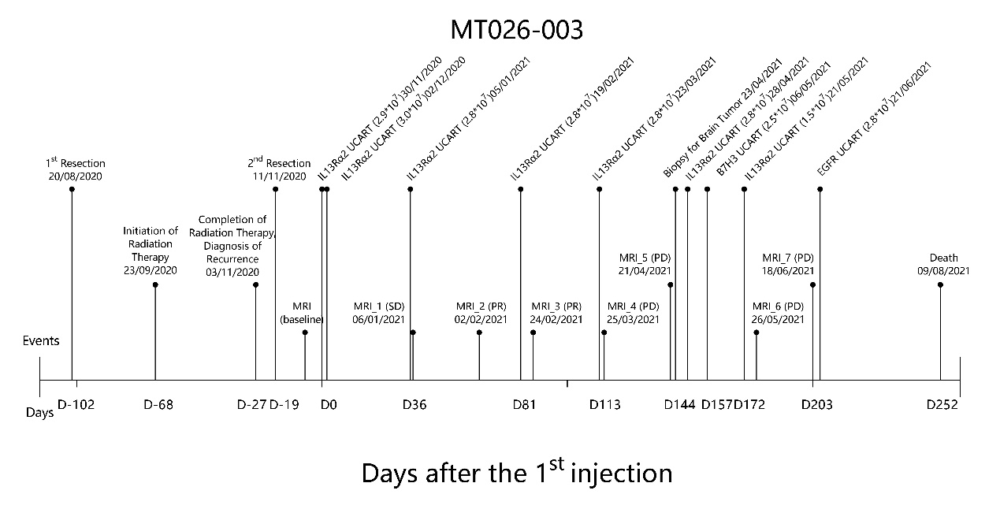 MT026-003
IL13Rα2 UCART (2.9*10⁷)30/11/2020
IL13Rα2 UCART (3.0*10⁷)02/12/2020
IL13Rα2 UCART (2.8*10⁷)05/01/2021
IL13Rα2 UCART (2.8*10⁷)19/02/2021
IL13Rα2 UCART (2.8*10⁷)23/03/2021
Biopsy for Brain Tumor 23/04/2021
IL13Rα2 UCART (2.8*10⁷)28/04/2021
B7H3 UCART (2.5*10⁷)06/05/2021
IL13Rα2 UCART (1.5*10⁷)21/05/2021
EGFR UCART (2.8*10⁷)21/06/2021
1st Resection
20/08/2020
2nd Resection
11/11/2020
Initiation of
Radiation
Therapy
23/09/2020
Completion of
Radiation Therapy,
Diagnosis of
Recurrence
03/11/2020
MRI
(baseline)
MRI_1 (SD)
06/01/2021
MRI_2 (PR)
02/02/2021
MRI_3 (PR)
24/02/2021
MRI_4 (PD)
25/03/2021
MRI_5 (PD)
21/04/2021
MRI_6 (PD)
26/05/2021
MRI_7 (PD)
18/06/2021
Death
09/08/2021
Events
Days
D-102 D-68 D-27 D-19 D0 D36 D81 D113 D144 D157 D172 D203 D252
Days after the 1st injection